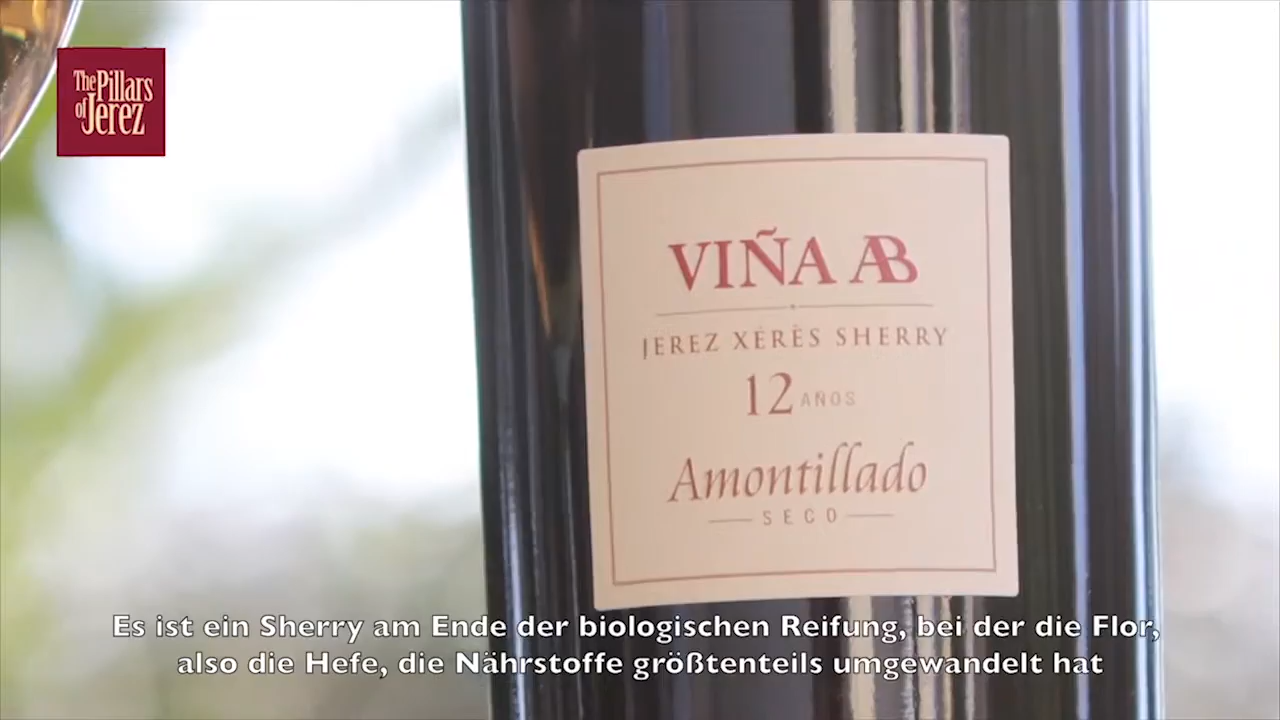 The Pillars
of Jerez
VIÑA AB
JEREZ XÉRÈS SHERRY
12 AÑOS
Amontillado
SECO
Es ist ein Sherry am Ende der biologischen Reifung, bei der die Flor,
also die Hefe, die Nährstoffe größtenteils umgewandelt hat